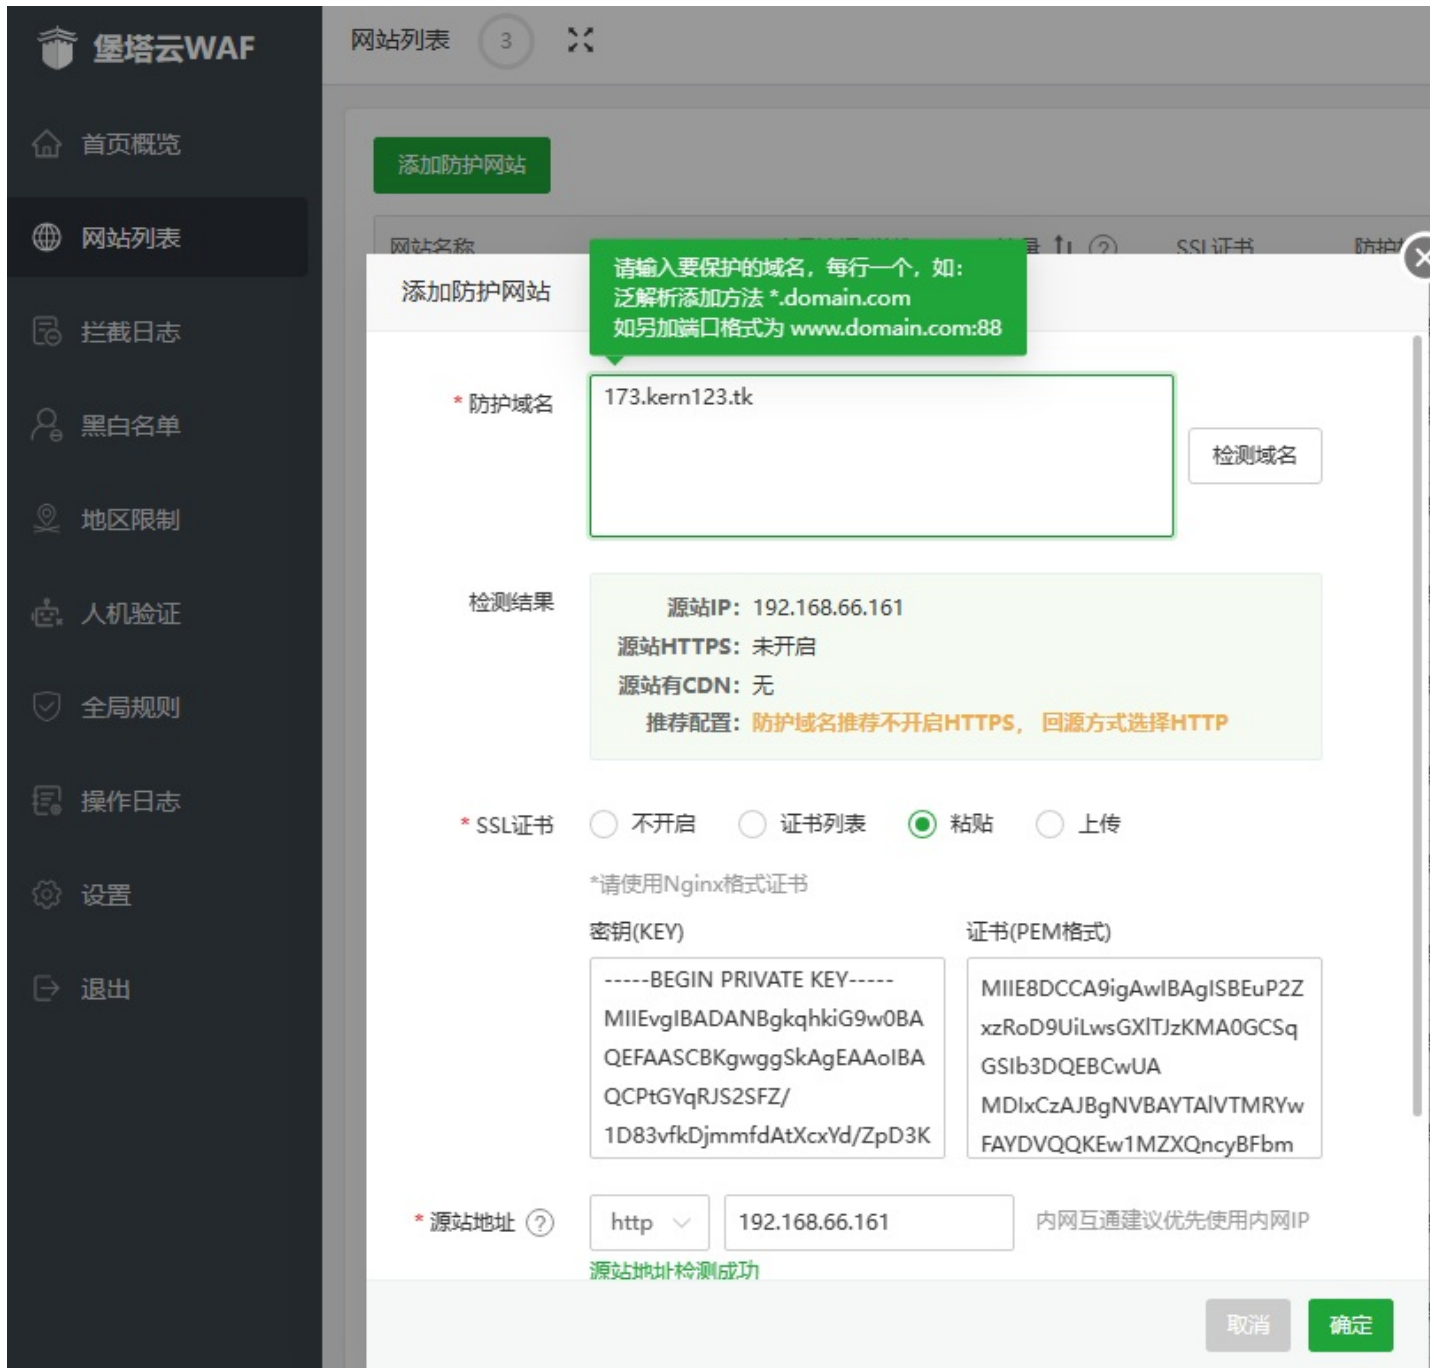 堡塔云WAF
网站列表 3
首页概览
网站列表
拦截日志
黑白名单
地区限制
人机验证
全局规则
操作日志
设置
退出
添加防护网站
网站名称
SSL证书
添加防护网站
请输入要保护的域名，每行一个，如：
泛解析添加方法 *.domain.com
如另加端口格式为 www.domain.com:88
* 防护域名
173.kern123.tk
检测域名
检测结果
源站IP： 192.168.66.161
源站HTTPS： 未开启
源站有CDN： 无
推荐配置： 防护域名推荐不开启HTTPS， 回源方式选择HTTP
* SSL证书 不开启 证书列表 粘贴 上传
*请使用Nginx格式证书
密钥(KEY)
-----BEGIN PRIVATE KEY-----
MIIEvgIBADANBgkqhkiG9w0BA
QEFAASCBKgwggSkAgEAAoIBA
QCPtGYqRJS2SFZ/
1D83vfkDjmmfdAtXcxYd/ZpD3K
证书(PEM格式)
MIIE8DCCA9igAwIBAgISBEuP2Z
xzRoD9UiLwsGXlTJzKMA0GCSq
GSIb3DQEBCwUA
MDIxCzAJBgNVBAYTAlVTMRYw
FAYDVQQKEw1MZXQncyBFbm
* 源站地址 ? http 192.168.66.161 内网互通建议优先使用内网IP
源站地址检测成功
取消 确定